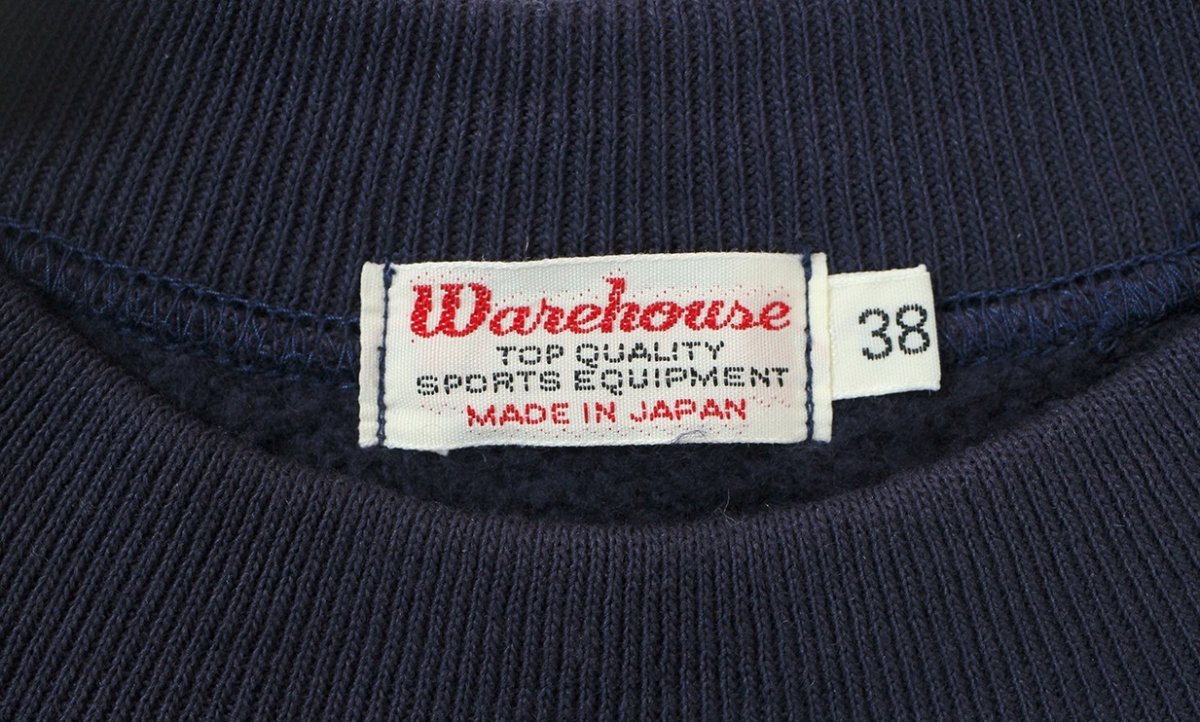 Warehouse
TOP QUALITY
SPORTS EQUIPMENT
MADE IN JAPAN
38